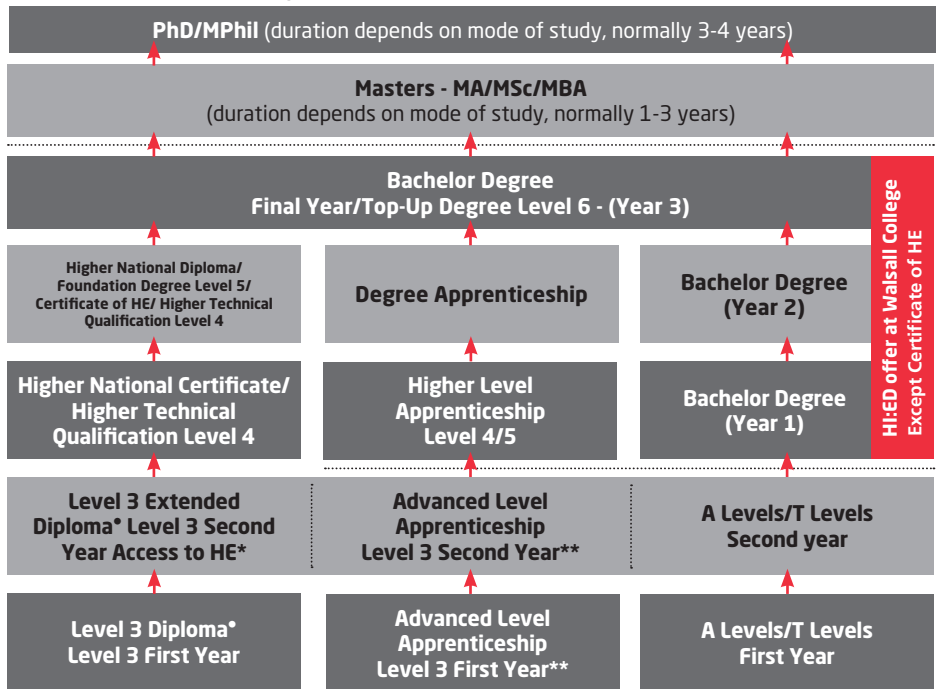 PhD/MPhil (duration depends on mode of study, normally 3-4 years)
Masters - MA/MSc/MBA
(duration depends on mode of study, normally 1-3 years)
Bachelor Degree
Final Year/Top-Up Degree Level 6 - (Year 3)
HI:ED offer at Walsall College
Except Certificate of HE
Higher National Diploma/
Foundation Degree Level 5/
Certificate of HE/ Higher Technical
Qualification Level 4
Degree Apprenticeship
Bachelor Degree
(Year 2)
Higher National Certificate/
Higher Technical
Qualification Level 4
Higher Level
Apprenticeship
Level 4/5
Bachelor Degree
(Year 1)
Level 3 Extended
Diploma• Level 3 Second
Year Access to HE*
Advanced Level
Apprenticeship
Level 3 Second Year**
A Levels/T Levels
Second year
Level 3 Diploma•
Level 3 First Year
Advanced Level
Apprenticeship
Level 3 First Year**
A Levels/T Levels
First Year